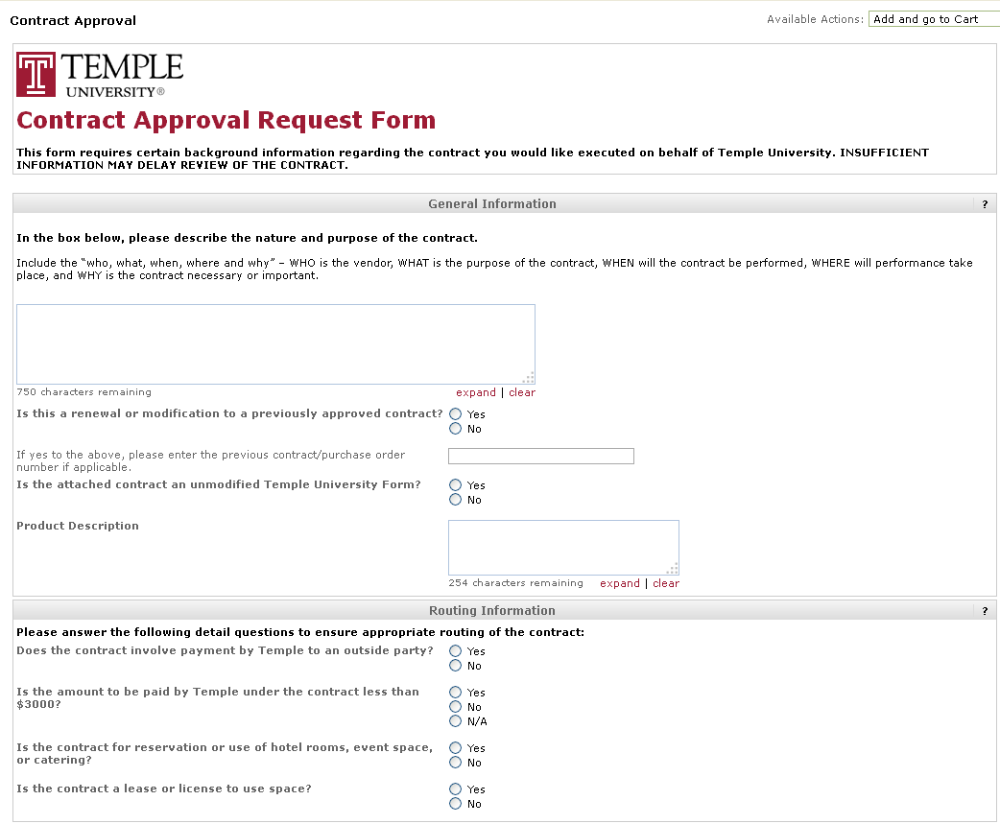 Contract Approval
Available Actions: Add and go to Cart
TEMPLE
UNIVERSITY®
Contract Approval Request Form
This form requires certain background information regarding the contract you would like executed on behalf of Temple University. INSUFFICIENT
INFORMATION MAY DELAY REVIEW OF THE CONTRACT.
General Information ?
In the box below, please describe the nature and purpose of the contract.
Include the “who, what, when, where and why” – WHO is the vendor, WHAT is the purpose of the contract, WHEN will the contract be performed, WHERE will performance take
place, and WHY is the contract necessary or important.
750 characters remaining expand | clear
Is this a renewal or modification to a previously approved contract? Yes
No
If yes to the above, please enter the previous contract/purchase order
number if applicable.
Is the attached contract an unmodified Temple University Form? Yes
No
Product Description
254 characters remaining expand | clear
Routing Information ?
Please answer the following detail questions to ensure appropriate routing of the contract:
Does the contract involve payment by Temple to an outside party? Yes
No
Is the amount to be paid by Temple under the contract less than Yes
$3000? No
N/A
Is the contract for reservation or use of hotel rooms, event space, Yes
or catering? No
Is the contract a lease or license to use space? Yes
No